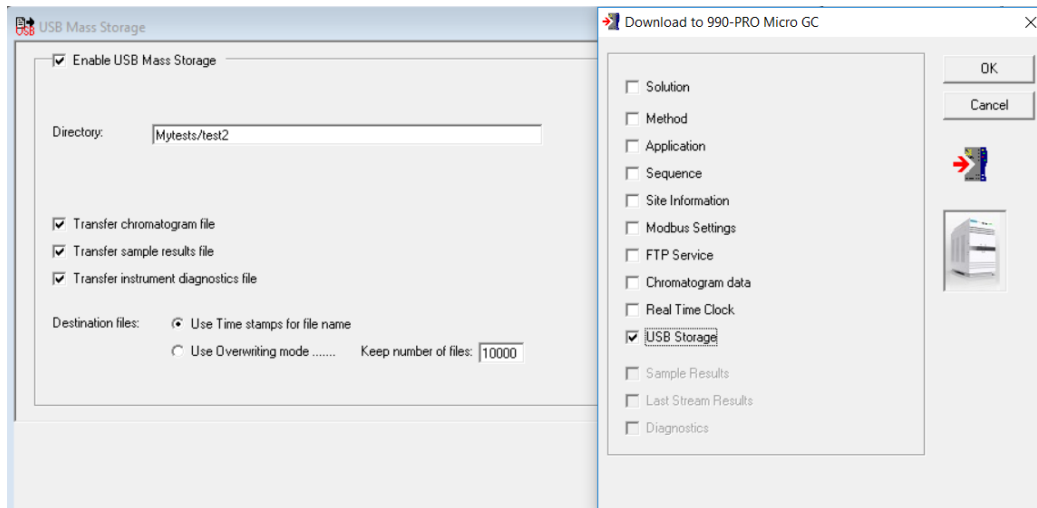 USB Mass Storage
Enable USB Mass Storage
Directory: Mytests/test2
Transfer chromatogram file
Transfer sample results file
Transfer instrument diagnostics file
Destination files: Use Time stamps for file name
Use Overwriting mode ....... Keep number of files: 10000
Download to 990-PRO Micro GC
Solution
Method
Application
Sequence
Site Information
Modbus Settings
FTP Service
Chromatogram data
Real Time Clock
USB Storage
Sample Results
Last Stream Results
Diagnostics
OK
Cancel